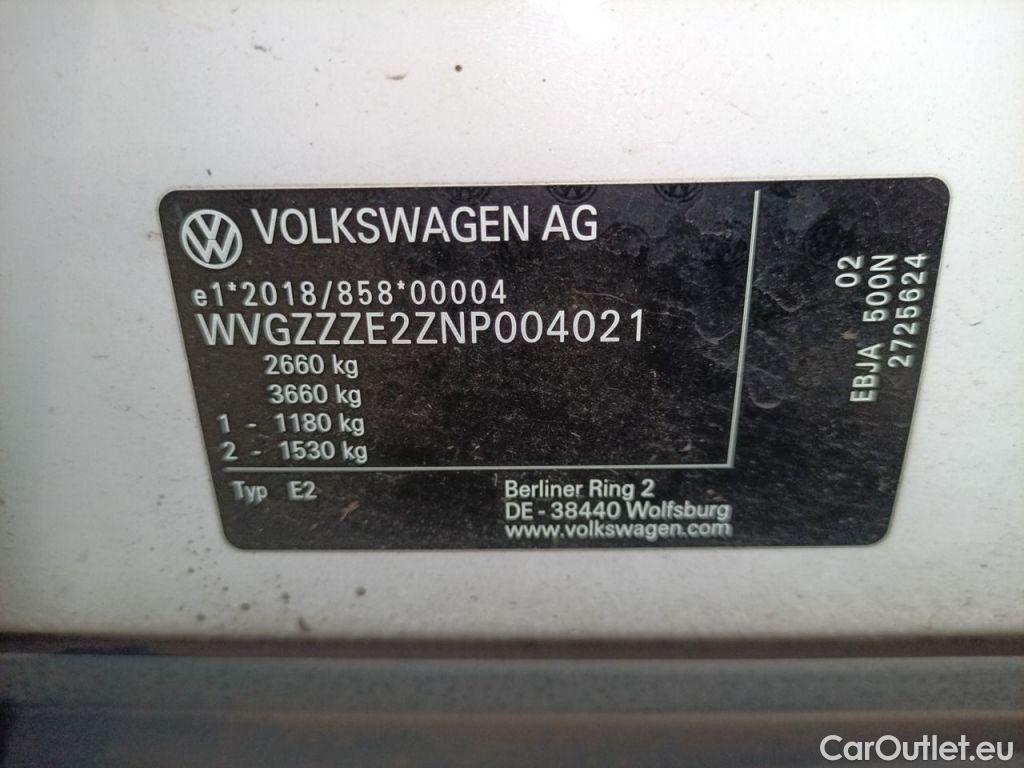 VOLKSWAGEN AG
e1*2018/858*00004
WVGZZZE2ZNP004021
2660 kg
3660 kg
1 - 1180 kg
2 - 1530 kg
Typ E2
Berliner Ring 2
DE - 38440 Wolfsburg
www.volkswagen.com
02
EBJA 500N
2725624
CarOutlet.eu